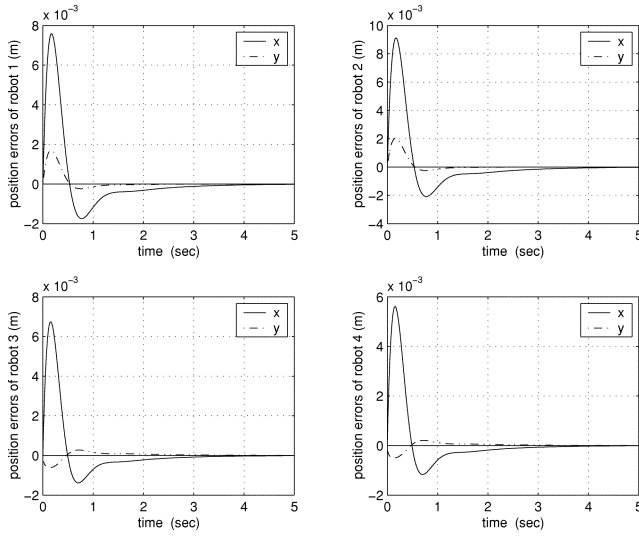 x 10⁻³
8
6
4
2
0
−2
0 1 2 3 4 5
time (sec)
position errors of robot 1 (m)
x
y
x 10⁻³
10
8
6
4
2
0
−2
−4
0 1 2 3 4 5
time (sec)
position errors of robot 2 (m)
x
y
x 10⁻³
8
6
4
2
0
−2
0 1 2 3 4 5
time (sec)
position errors of robot 3 (m)
x
y
x 10⁻³
6
4
2
0
−2
0 1 2 3 4 5
time (sec)
position errors of robot 4 (m)
x
y